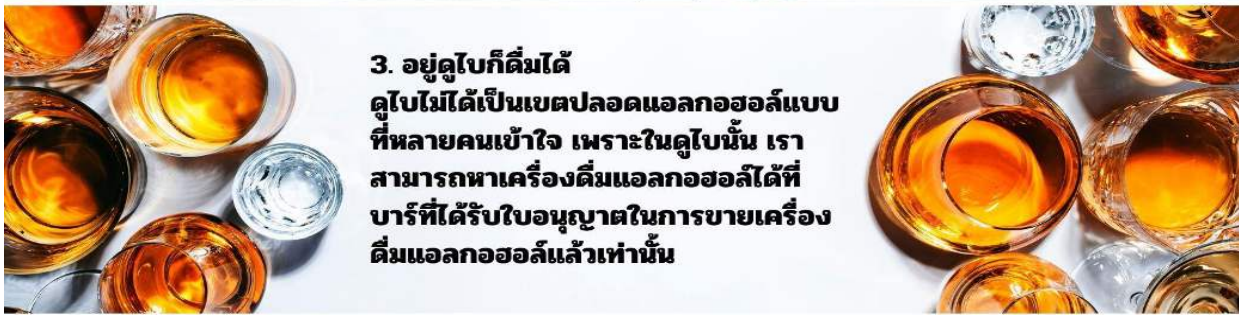 3. อยู่ดูไบก็ดื่มได้
ดูไบไม่ได้เป็นเขตปลอดแอลกอฮอล์แบบ
ที่หลายคนเข้าใจ เพราะในดูไบนั้น เรา
สามารถหาเครื่องดื่มแอลกอฮอล์ได้ที่
บาร์ที่ได้รับใบอนุญาตในการขายเครื่อง
ดื่มแอลกอฮอล์แล้วเท่านั้น